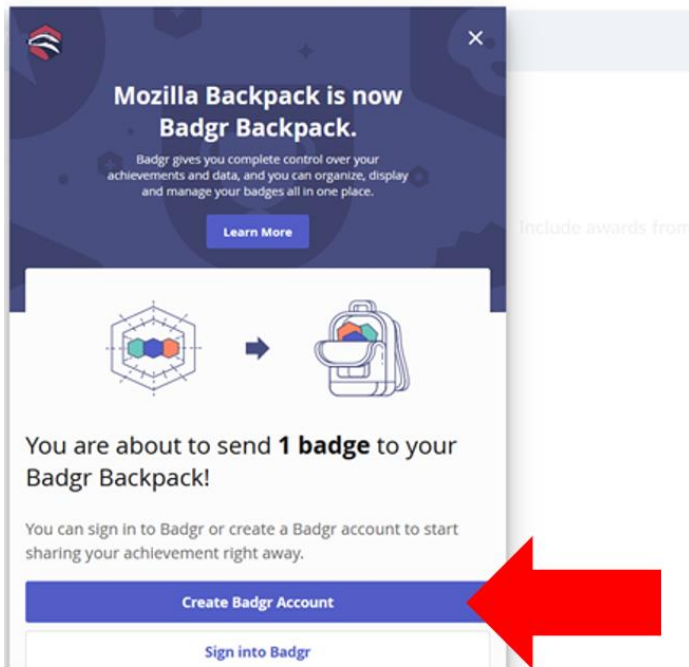 Mozilla Backpack is now
Badgr Backpack.
Badgr gives you complete control over your
achievements and data, and you can organize, display
and manage your badges all in one place.
Learn More
Include awards from
You are about to send 1 badge to your
Badgr Backpack!
You can sign in to Badgr or create a Badgr account to start
sharing your achievement right away.
Create Badgr Account
Sign into Badgr